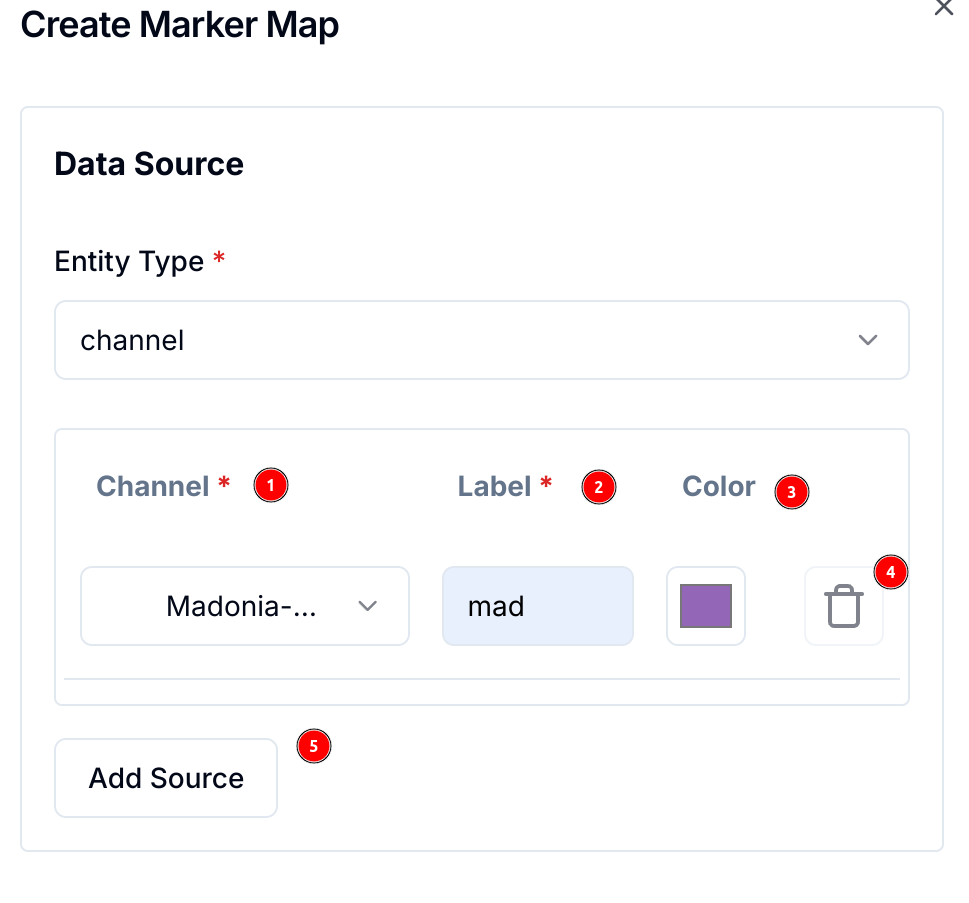 Create Marker Map
Data Source
Entity Type *
channel
Channel * 1 Label * 2 Color 3
4
Madonia-... mad
5
Add Source